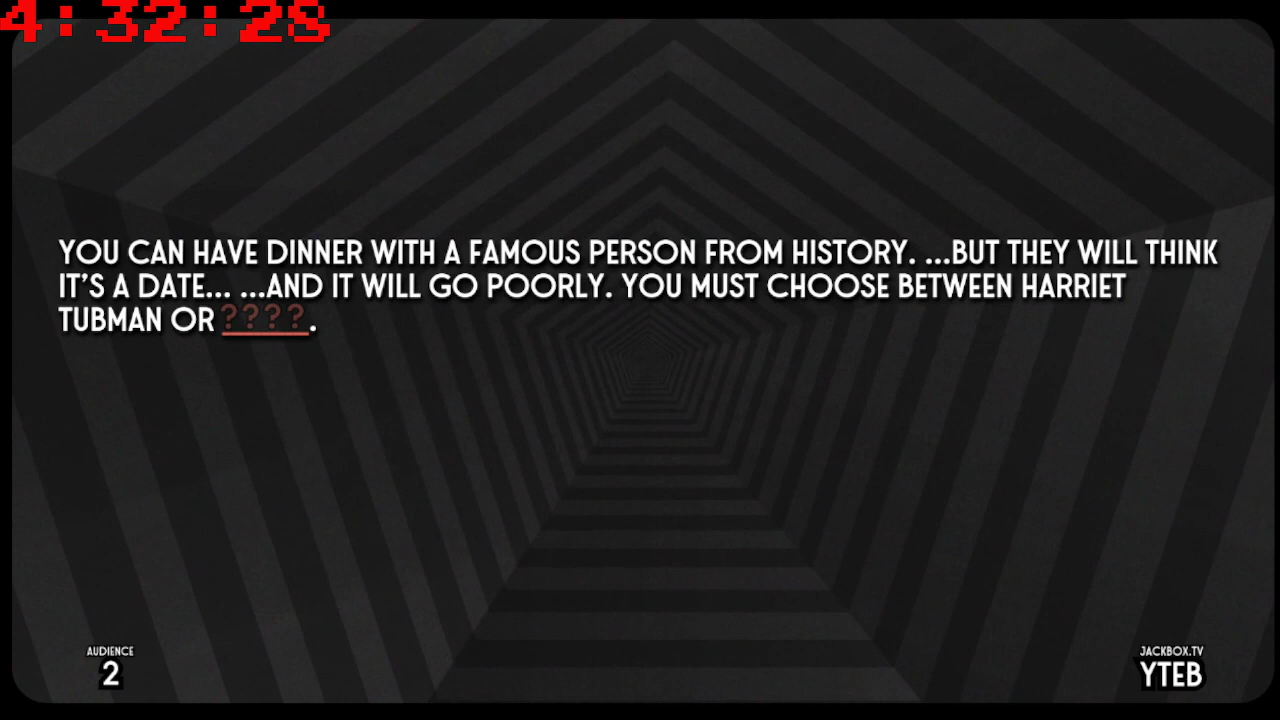 4:32:28
YOU CAN HAVE DINNER WITH A FAMOUS PERSON FROM HISTORY. ...BUT THEY WILL THINK
IT'S A DATE... ...AND IT WILL GO POORLY. YOU MUST CHOOSE BETWEEN HARRIET
TUBMAN OR ????.
AUDIENCE
2
JACKBOX.TV
YTEB